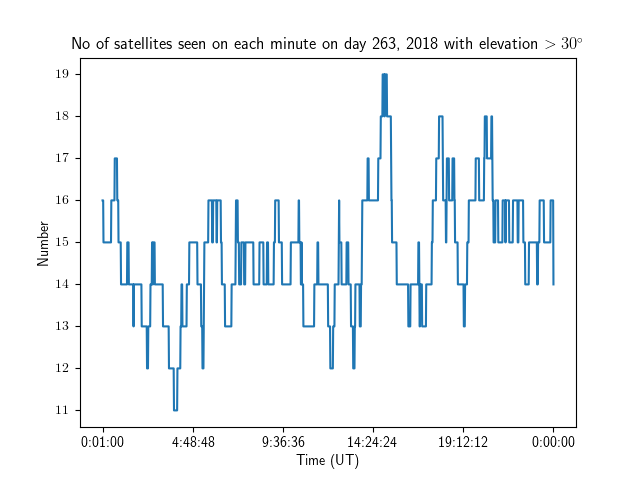 No of satellites seen on each minute on day 263, 2018 with elevation > 30°
19
18
17
16
15
14
13
12
11
Number
0:01:00 4:48:48 9:36:36 14:24:24 19:12:12 0:00:00
Time (UT)